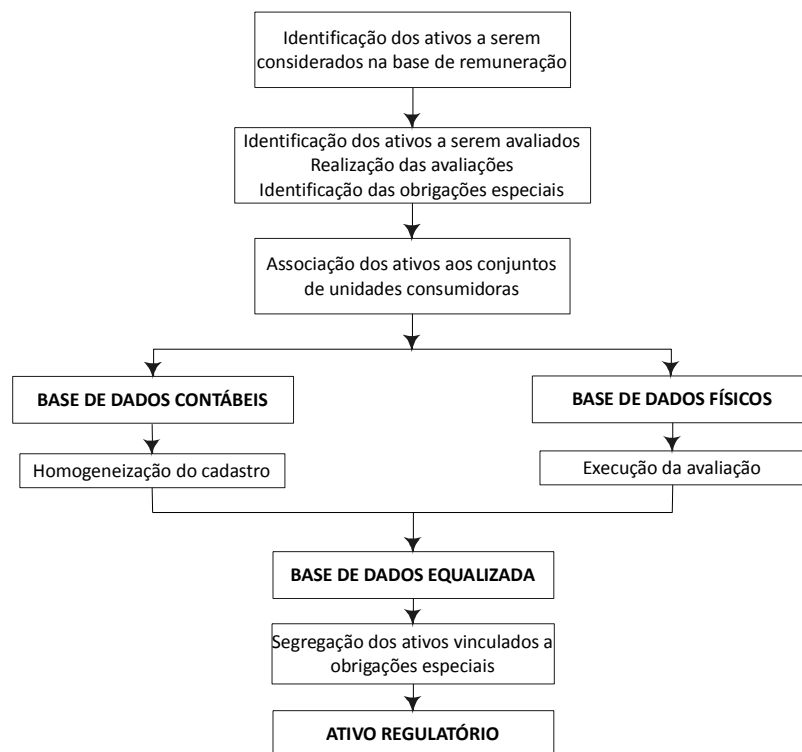 Identificação dos ativos a serem
considerados na base de remuneração
Identificação dos ativos a serem avaliados
Realização das avaliações
Identificação das obrigações especiais
Associação dos ativos aos conjuntos
de unidades consumidoras
BASE DE DADOS CONTÁBEIS
BASE DE DADOS FÍSICOS
Homogeneização do cadastro
Execução da avaliação
BASE DE DADOS EQUALIZADA
Segregação dos ativos vinculados a
obrigações especiais
ATIVO REGULATÓRIO